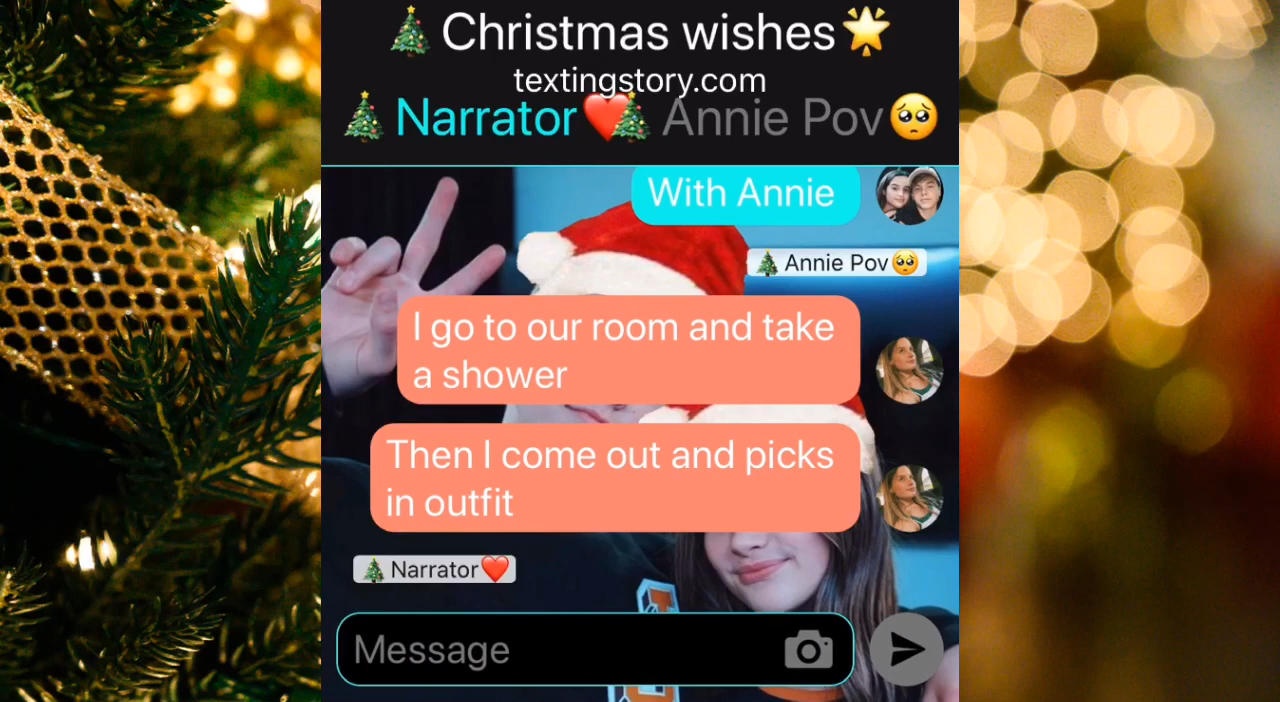 🎄Christmas wishes🌟
textingstory.com
🎄Narrator❤️🎄Annie Pov🥺
With Annie
🎄Annie Pov🥺
I go to our room and take
a shower
Then I come out and picks
in outfit
🎄Narrator❤️
Message